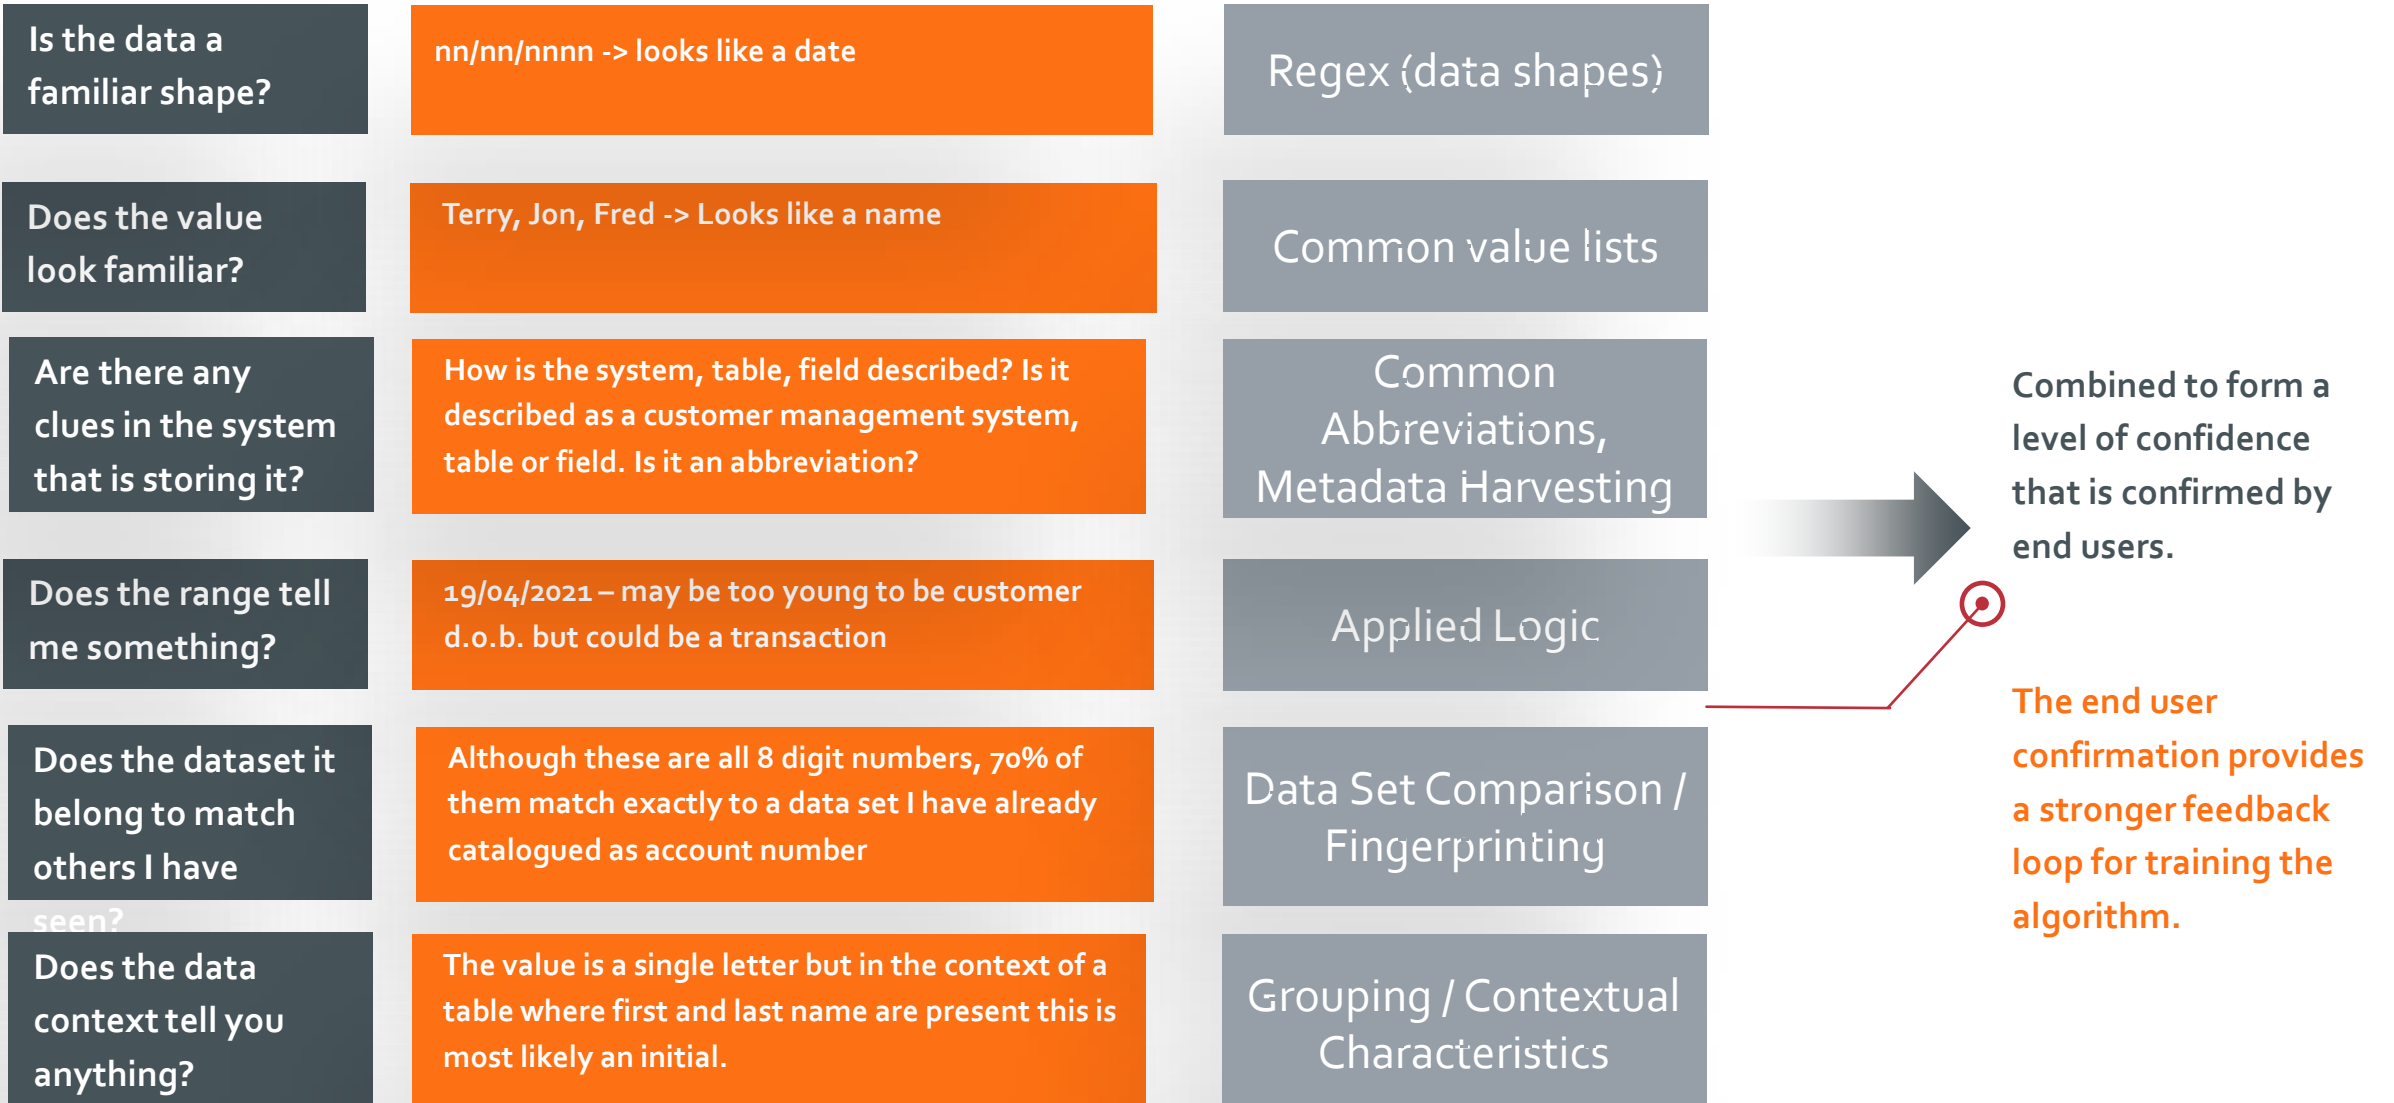 Is the data a
familiar shape?
nn/nn/nnnn -> looks like a date
Regex (data shapes)
Does the value
look familiar?
Terry, Jon, Fred -> Looks like a name
Common value lists
Are there any
clues in the system
that is storing it?
How is the system, table, field described? Is it
described as a customer management system,
table or field. Is it an abbreviation?
Common
Abbreviations,
Metadata Harvesting
Does the range tell
me something?
19/04/2021 – may be too young to be customer
d.o.b. but could be a transaction
Applied Logic
Does the dataset it
belong to match
others I have
seen?
Although these are all 8 digit numbers, 70% of
them match exactly to a data set I have already
catalogued as account number
Data Set Comparison /
Fingerprinting
Does the data
context tell you
anything?
The value is a single letter but in the context of a
table where first and last name are present this is
most likely an initial.
Grouping / Contextual
Characteristics
Combined to form a
level of confidence
that is confirmed by
end users.
The end user
confirmation provides
a stronger feedback
loop for training the
algorithm.